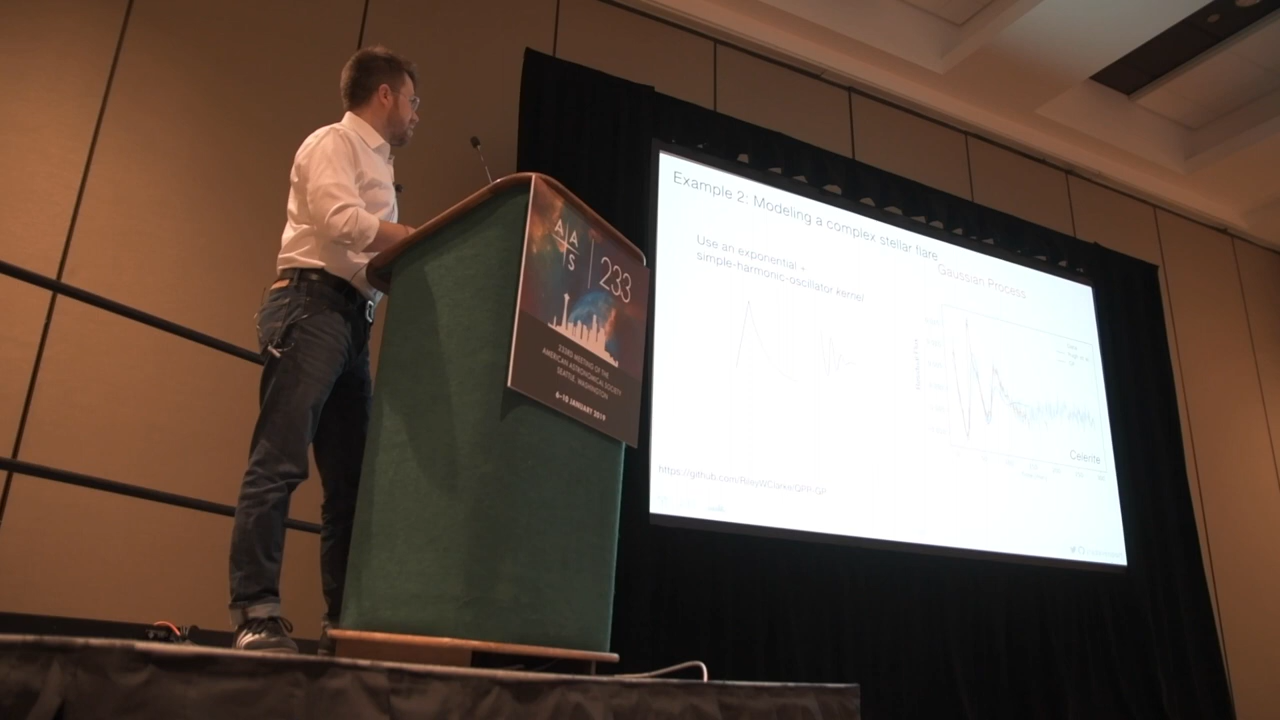 AAS
233
233RD MEETING OF THE
AMERICAN ASTRONOMICAL SOCIETY
SEATTLE, WASHINGTON
6-10 JANUARY 2019
Example 2: Modeling a complex stellar flare
Use an exponential +
simple-harmonic-oscillator kernel
Gaussian Process
Celerite
https://github.com/RileyWClarke/QPP-GP